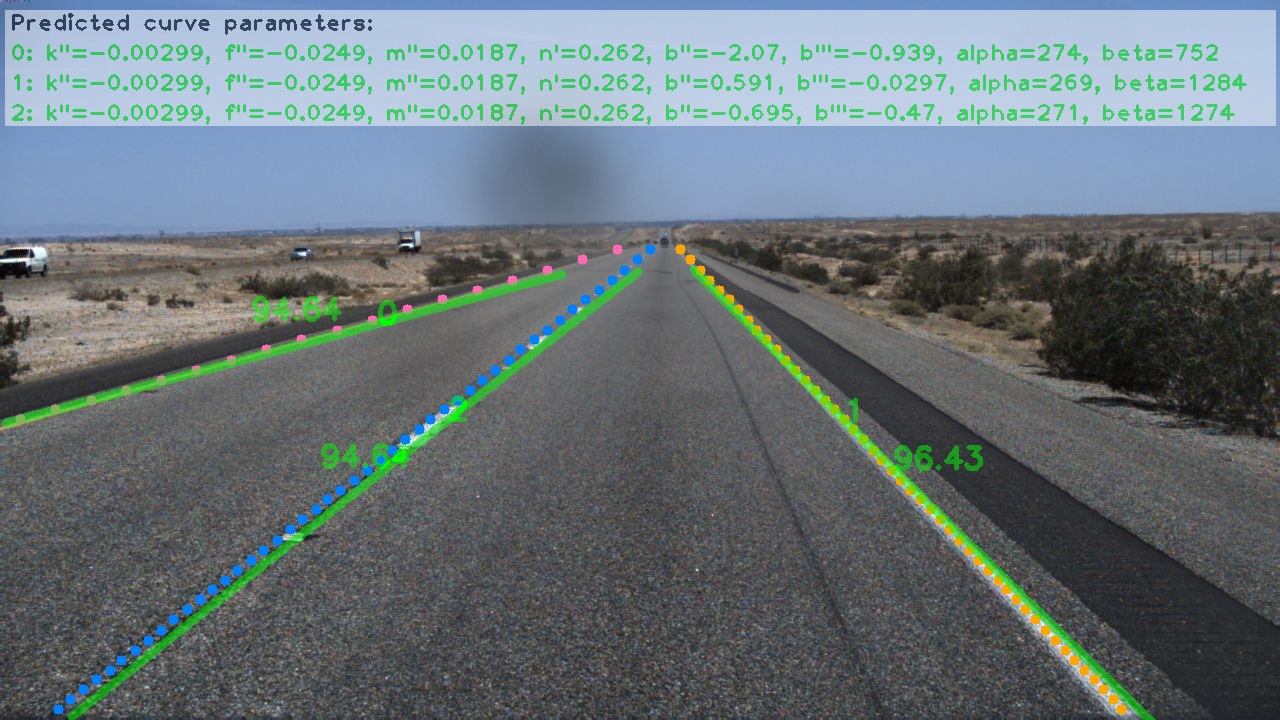 Predicted curve parameters:
0: k''=-0.00299, f''=-0.0249, m''=0.0187, n'=0.262, b''=-2.07, b'''=-0.939, alpha=274, beta=752
1: k''=-0.00299, f''=-0.0249, m''=0.0187, n'=0.262, b''=0.591, b'''=-0.0297, alpha=269, beta=1284
2: k''=-0.00299, f''=-0.0249, m''=0.0187, n'=0.262, b''=-0.695, b'''=-0.47, alpha=271, beta=1274
94.64 0
2 1
94.64 96.43